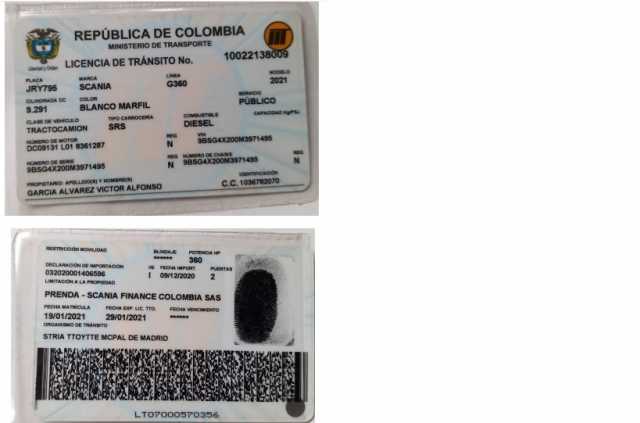 REPÚBLICA DE COLOMBIA
MINISTERIO DE TRANSPORTE
Libertad y Orden
LICENCIA DE TRÁNSITO No. 10022138009
PLACA MARCA LÍNEA MODELO
JRY795 SCANIA G360 2021
CILINDRADA CC COLOR SERVICIO
9.291 BLANCO MARFIL PÚBLICO
CLASE DE VEHÍCULO TIPO CARROCERÍA COMBUSTIBLE CAPACIDAD Kg/PSJ
TRACTOCAMION SRS DIESEL
NÚMERO DE MOTOR REG VIN
DC09131 L01 8361287 N 9BSG4X200M3971495
NÚMERO DE SERIE REG NÚMERO DE CHASIS REG
9BSG4X200M3971495 N 9BSG4X200M3971495 N
PROPIETARIO: APELLIDO(S) Y NOMBRE(S) IDENTIFICACIÓN
GARCIA ALVAREZ VICTOR ALFONSO C.C. 1036782070
RESTRICCIÓN MOVILIDAD BLINDAJE POTENCIA HP
****** 360
DECLARACIÓN DE IMPORTACIÓN I/E FECHA IMPORT. PUERTAS
032020001406596 I 09/12/2020 2
LIMITACIÓN A LA PROPIEDAD
PRENDA - SCANIA FINANCE COLOMBIA SAS
FECHA MATRICULA FECHA EXP. LIC. TTO. FECHA VENCIMIENTO
19/01/2021 29/01/2021 ******
ORGANISMO DE TRÁNSITO
STRIA TTOYTTE MCPAL DE MADRID
LT07000570356